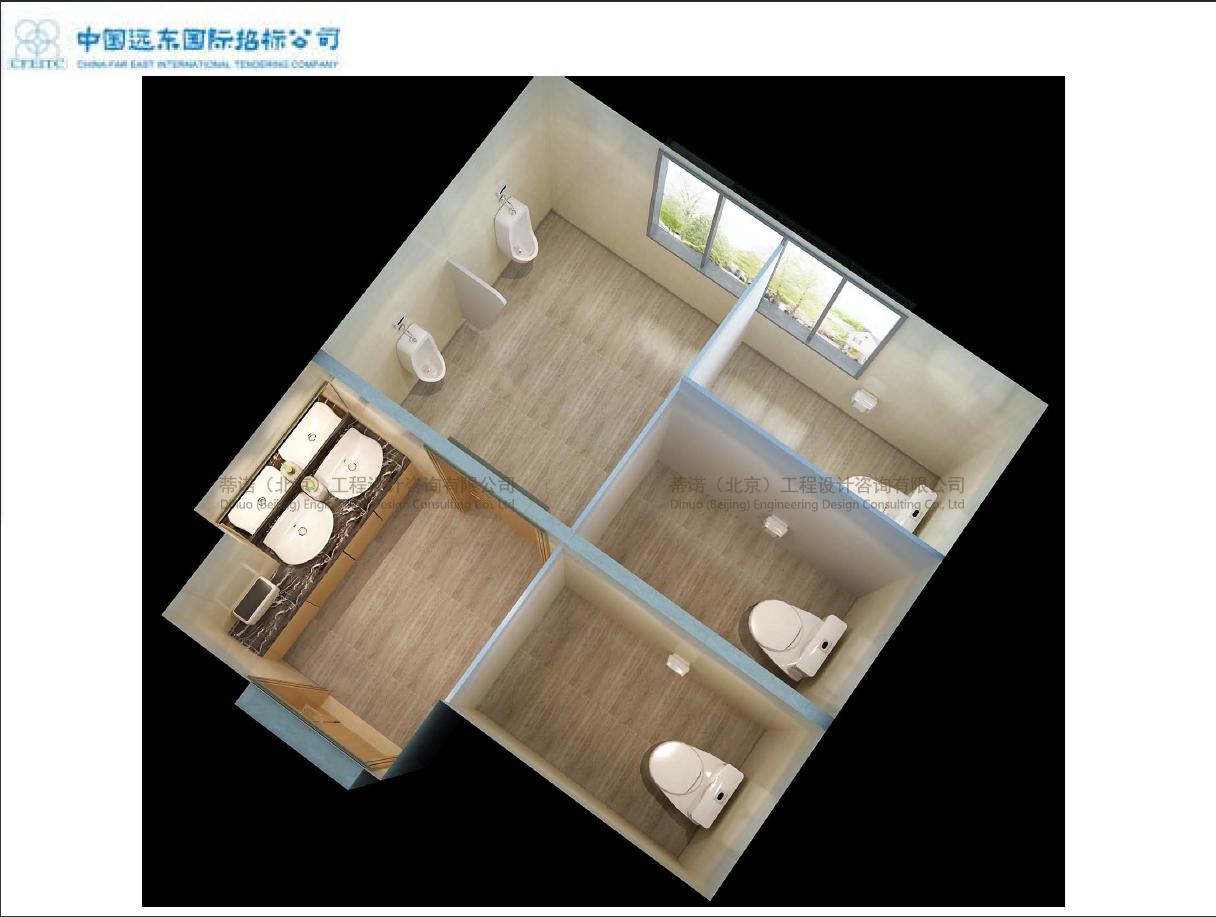 中国远东国际招标公司
CFEITC
CHINA FAR EAST INTERNATIONAL TENDERING COMPANY
蒂诺（北京）工程设计咨询有限公司
Dinuo (Beijing) Engineering Design Consulting Co., Ltd
蒂诺（北京）工程设计咨询有限公司
Dinuo (Beijing) Engineering Design Consulting Co., Ltd